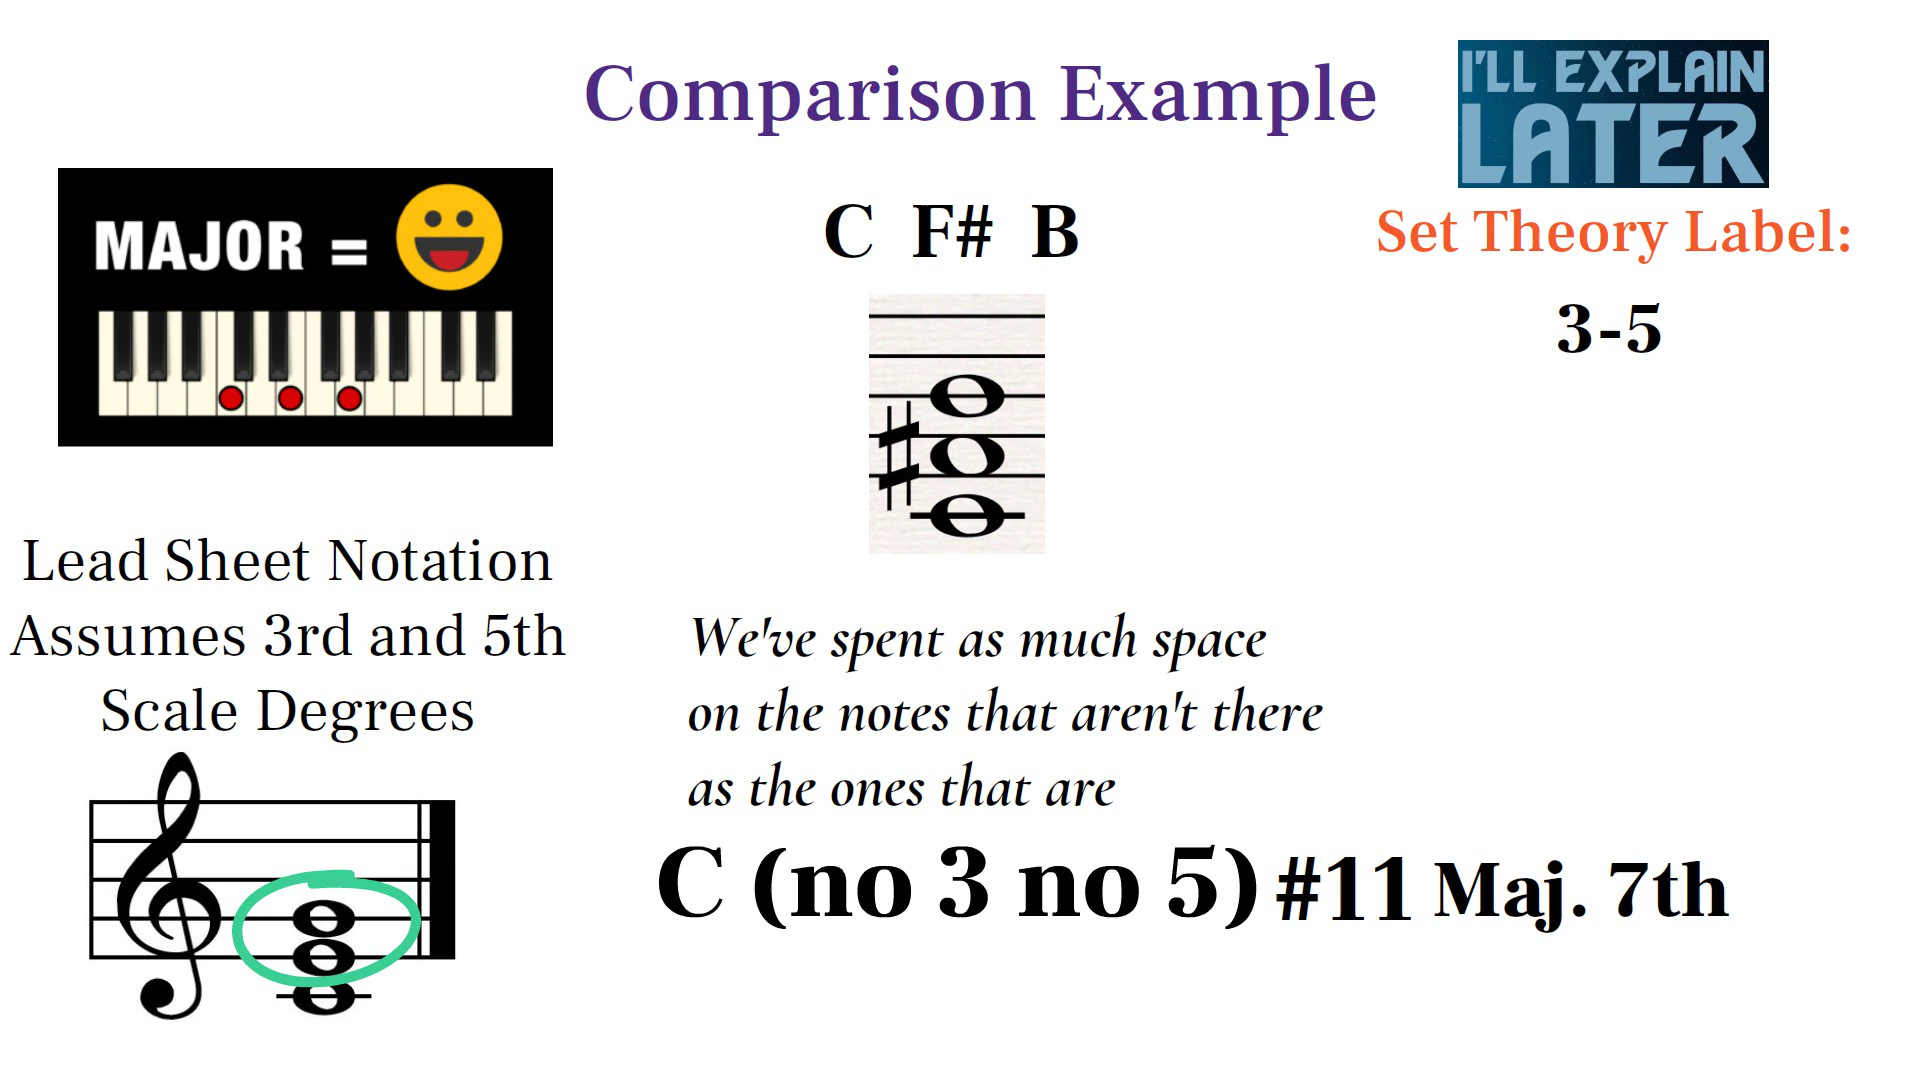 Comparison Example
I'LL EXPLAIN
LATER
MAJOR =
C F# B
Set Theory Label:
3-5
Lead Sheet Notation
Assumes 3rd and 5th
Scale Degrees
We've spent as much space
on the notes that aren't there
as the ones that are
C (no 3 no 5) #11 Maj. 7th